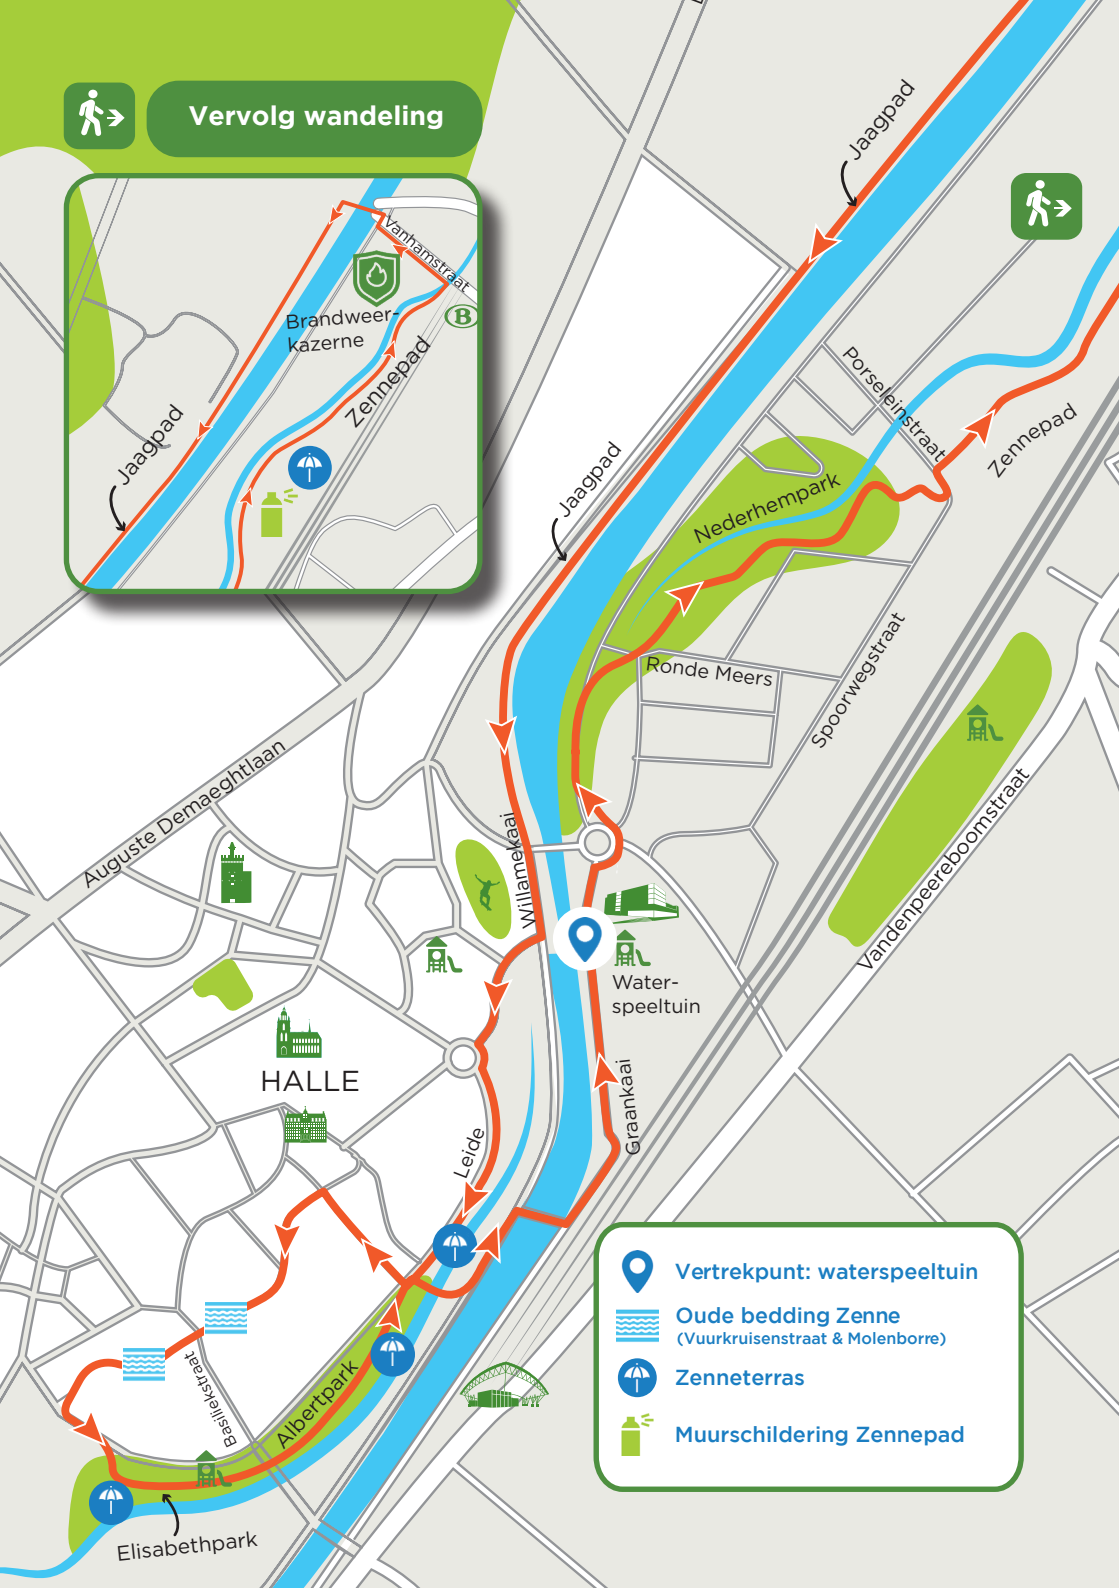 Vervolg wandeling
Jaagpad
Vanhamstraat
Brandweer-
kazerne
B
Zennepad
Jaagpad
Porseleinstraat
Zennepad
Jaagpad
Nederhempark
Ronde Meers
Spoorwegstraat
Auguste Demaeghtlaan
Willamekaai
Vandenpeereboomstraat
Water-
speeltuin
HALLE
Graankaai
Leide
Basiliekstraat
Albertpark
Elisabethpark
Vertrekpunt: waterspeeltuin
Oude bedding Zenne
(Vuurkruisenstraat & Molenborre)
Zenneterras
Muurschildering Zennepad